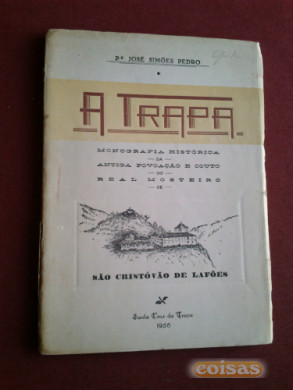 Pº JOSÉ SIMÕES PEDRO
A TRAPA
MONOGRAFIA HISTÓRICA
DA
ANTIGA POVOAÇÃO E COUTO
DO
REAL MOSTEIRO
DE
SÃO CRISTÓVÃO DE LAFÕES
Santa Cruz da Trapa
1956
coisas